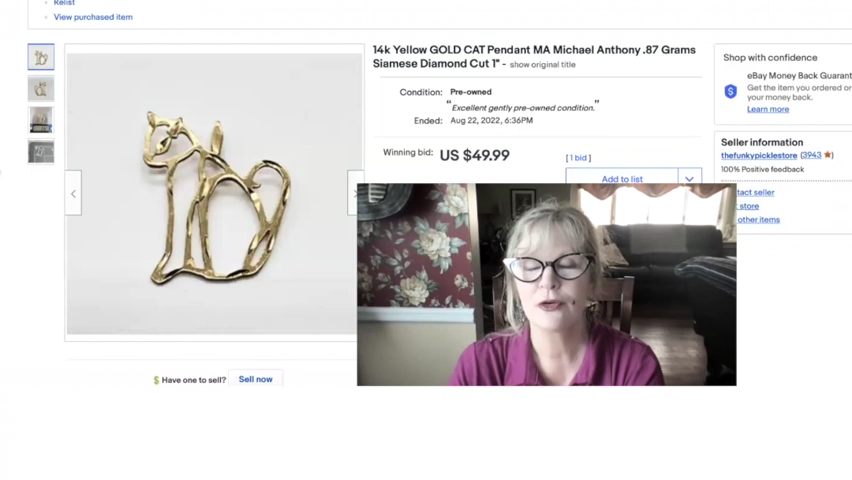 Relist
View purchased item
14k Yellow GOLD CAT Pendant MA Michael Anthony .87 Grams
Siamese Diamond Cut 1" - show original title
Condition: Pre-owned
"Excellent gently pre-owned condition."
Ended: Aug 22, 2022, 6:36PM
Winning bid: US $49.99 [ 1 bid ]
Add to list
Shop with confidence
eBay Money Back
Get the item you ordered or
your money back.
Learn more
Seller information
thefunkypicklestore (3943 ★)
100% Positive feedback
seller
store
other items
$ Have one to sell? Sell now